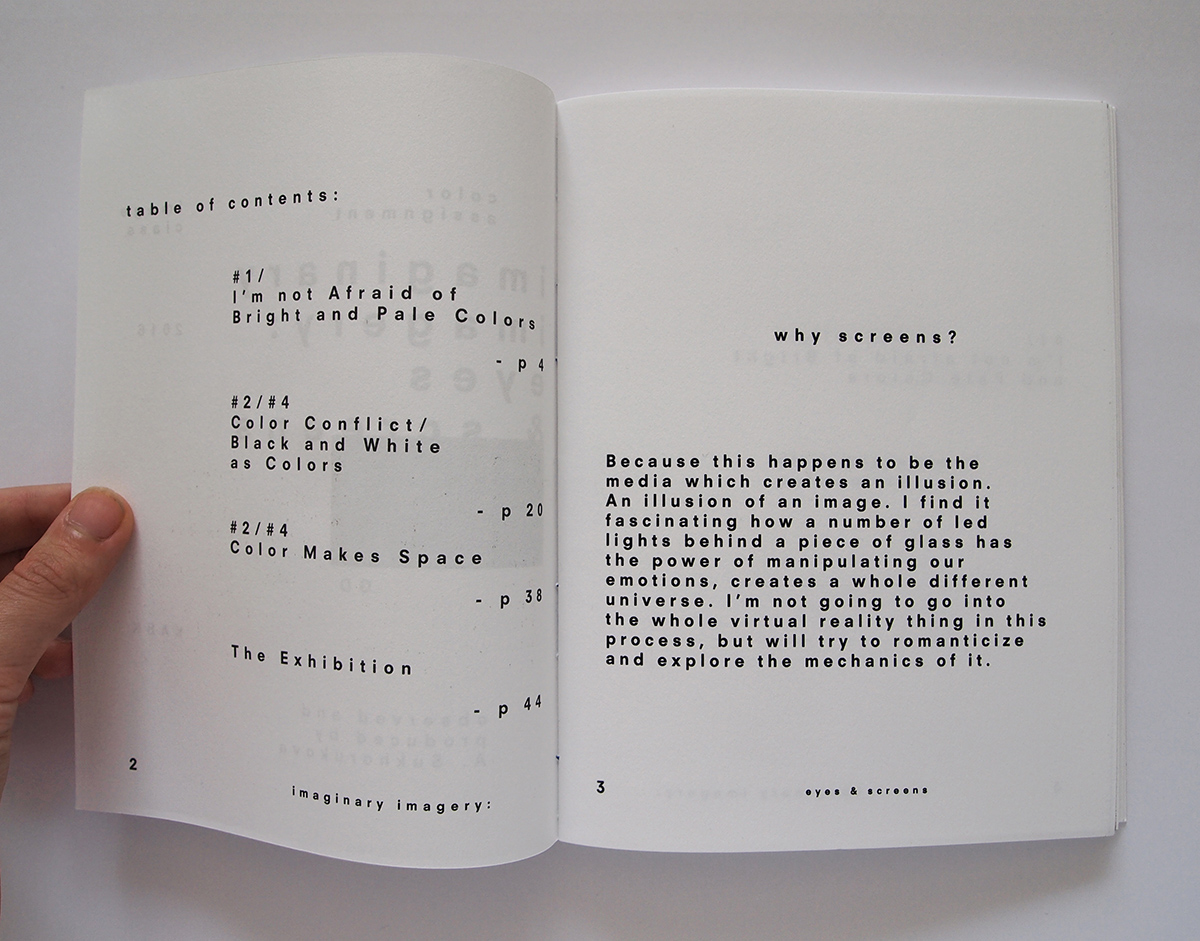 table of contents:
#1/
I'm not Afraid of
Bright and Pale Colors
- p 4
#2/#4
Color Conflict/
Black and White
as Colors
- p 20
#2/#4
Color Makes Space
- p 38
The Exhibition
- p 44
2
imaginary imagery:
why screens?
Because this happens to be the
media which creates an illusion.
An illusion of an image. I find it
fascinating how a number of led
lights behind a piece of glass has
the power of manipulating our
emotions, creates a whole different
universe. I'm not going to go into
the whole virtual reality thing in this
process, but will try to romanticize
and explore the mechanics of it.
3
eyes & screens